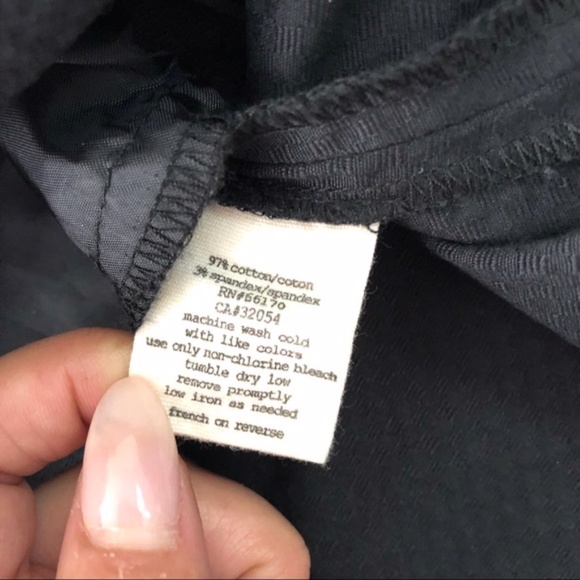 97% cotton/coton
3% spandex/spandex
RN#66170
CA#32054
machine wash cold
with like colors
use only non-chlorine bleach
tumble dry low
remove promptly
low iron as needed
french on reverse